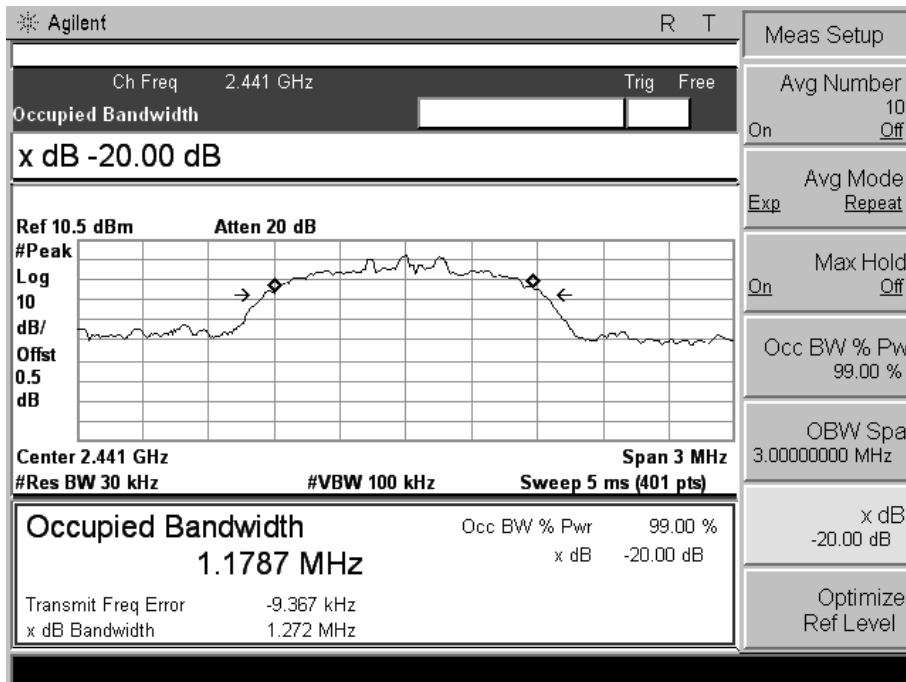 Agilent R T
Ch Freq 2.441 GHz Trig Free
Occupied Bandwidth
x dB -20.00 dB
Ref 10.5 dBm Atten 20 dB
#Peak
Log
10
dB/
Offst
0.5
dB
Center 2.441 GHz Span 3 MHz
#Res BW 30 kHz #VBW 100 kHz Sweep 5 ms (401 pts)
Occupied Bandwidth
1.1787 MHz
Occ BW % Pwr 99.00 %
x dB -20.00 dB
Transmit Freq Error -9.367 kHz
x dB Bandwidth 1.272 MHz
Meas Setup
Avg Number
10
On Off
Avg Mode
Exp Repeat
Max Hold
On Off
Occ BW % Pw
99.00 %
OBW Spa
3.00000000 MHz
x dB
-20.00 dB
Optimize
Ref Level